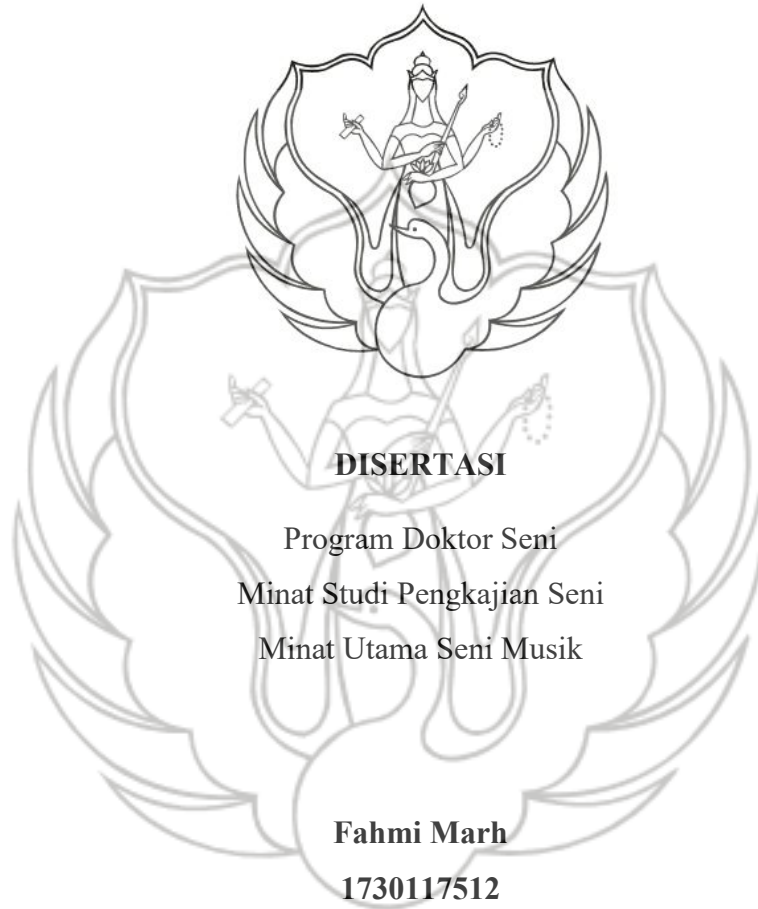 DISERTASI
Program Doktor Seni
Minat Studi Pengkajian Seni
Minat Utama Seni Musik
Fahmi Marh
1730117512